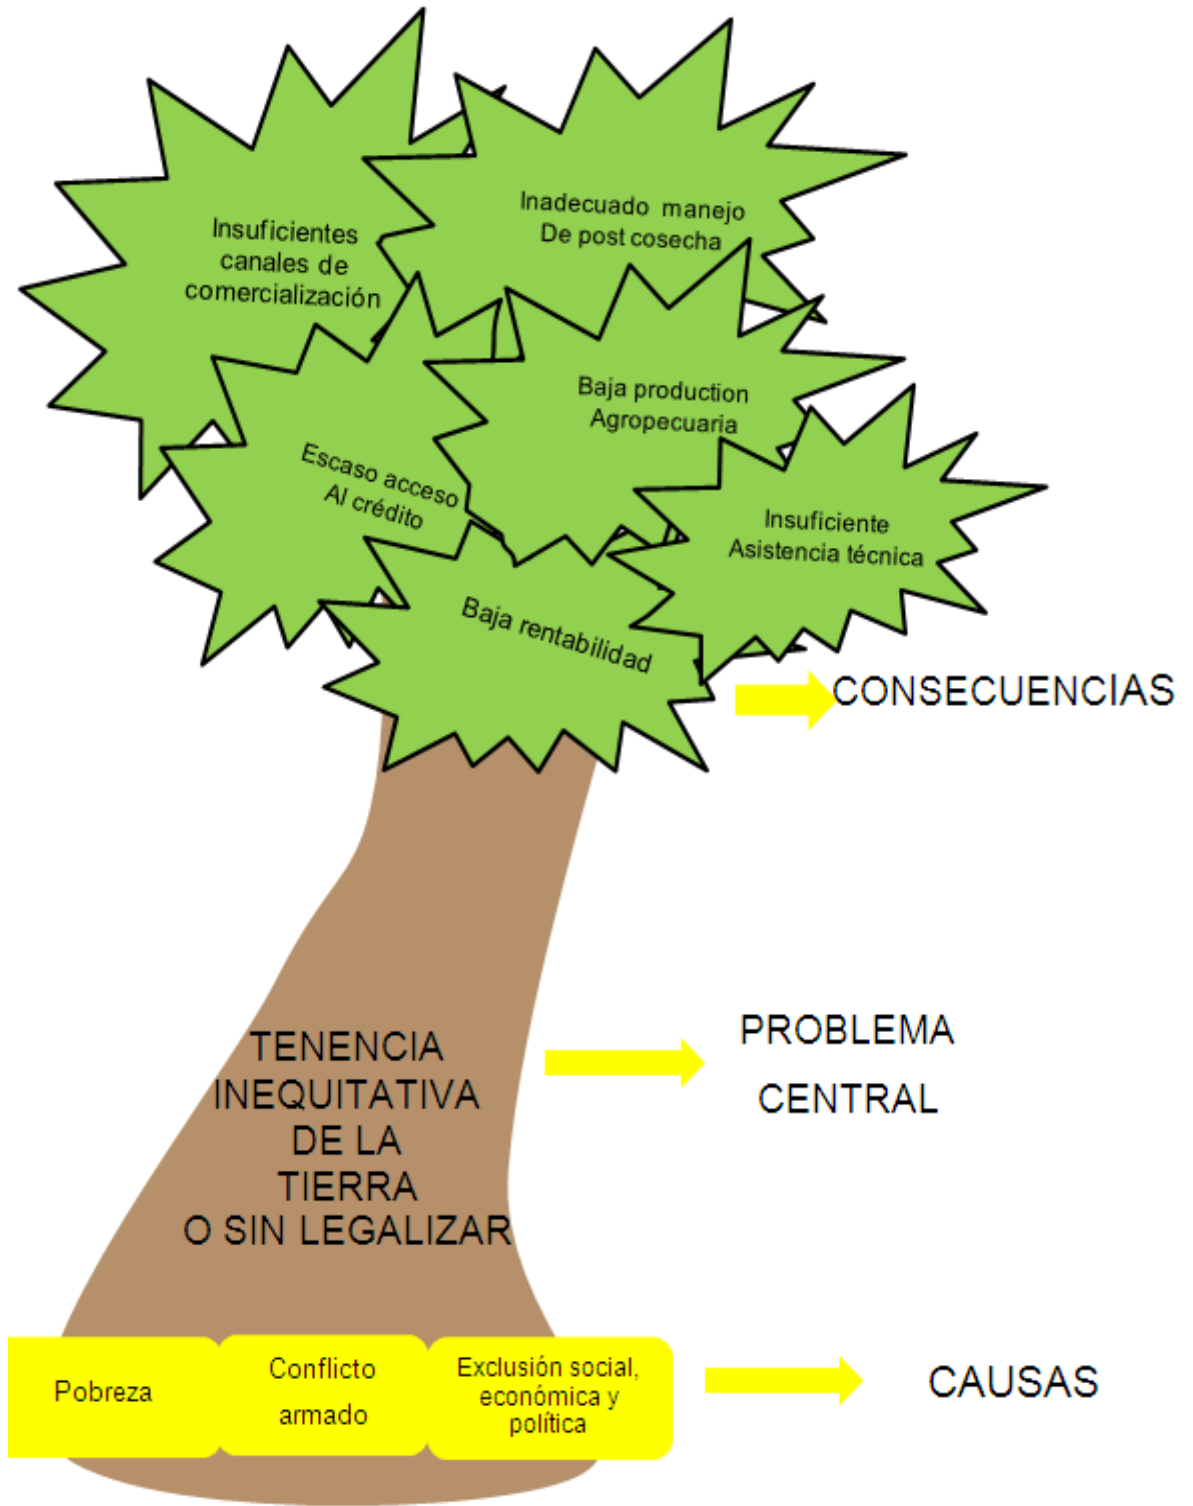 Insuficientes
canales de
comercialización
Inadecuado manejo
De post cosecha
Baja production
Agropecuaria
Escaso acceso
Al crédito
Insuficiente
Asistencia técnica
Baja rentabilidad
CONSECUENCIAS
TENENCIA
INEQUITATIVA
DE LA
TIERRA
O SIN LEGALIZAR
PROBLEMA
CENTRAL
Pobreza
Conflicto
armado
Exclusión social,
económica y
política
CAUSAS